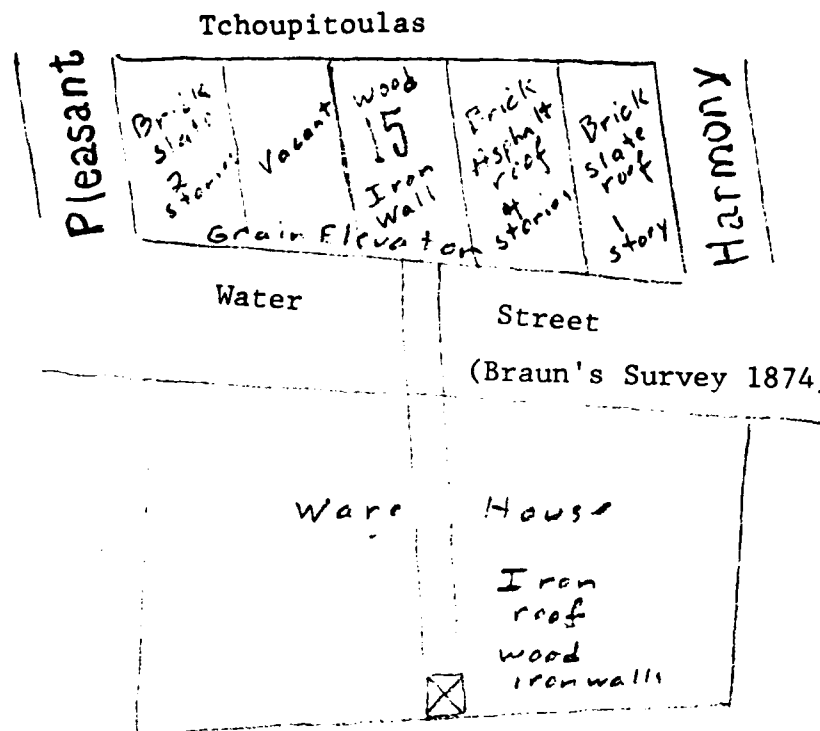 Tchoupitoulas
Pleasant
Brick
slate
2
stories
Vacant
Wood
15
Iron
Wall
Brick
Asphalt
roof
4
stories
Brick
slate
roof
1
story
Harmony
Grain Elevator
Water
Street
(Braun's Survey 1874
Ware House
Iron
roof
wood
iron walls